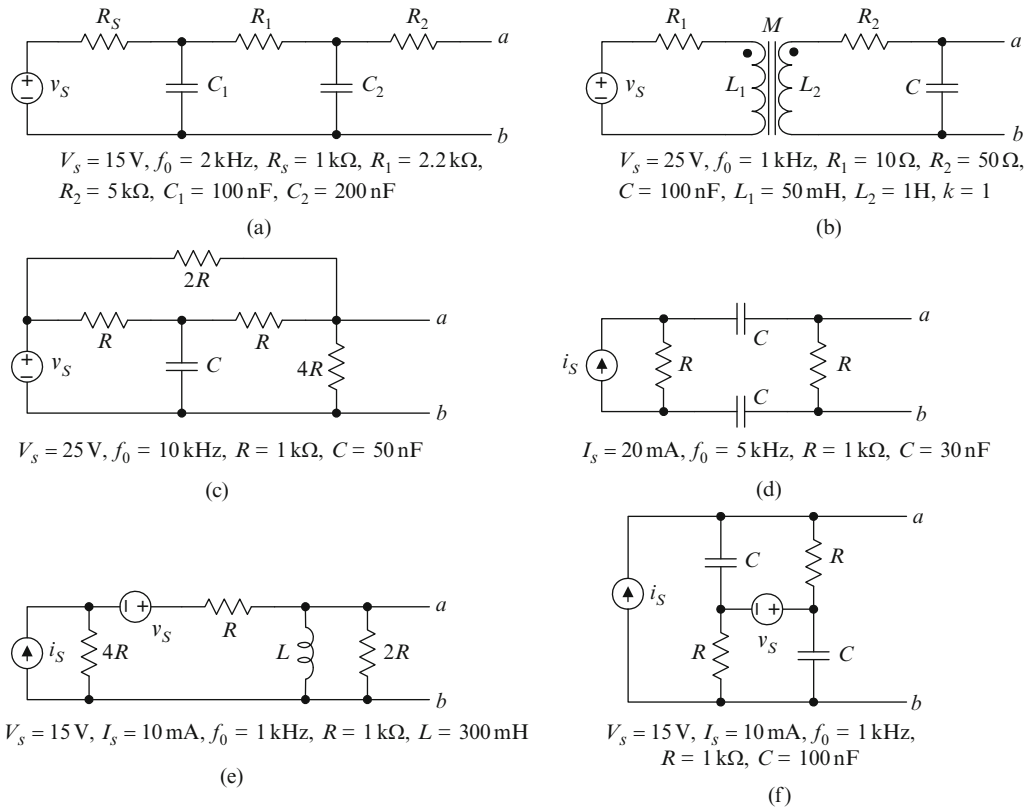 R_S R_1 R_2 a
v_S C_1 C_2
b
V_s = 15 V, f_0 = 2 kHz, R_s = 1 kΩ, R_1 = 2.2 kΩ,
R_2 = 5 kΩ, C_1 = 100 nF, C_2 = 200 nF
(a)
R_1 M R_2 a
v_S L_1 L_2 C
b
V_s = 25 V, f_0 = 1 kHz, R_1 = 10 Ω, R_2 = 50 Ω,
C = 100 nF, L_1 = 50 mH, L_2 = 1H, k = 1
(b)
2R
R R a
v_S C 4R
b
V_s = 25 V, f_0 = 10 kHz, R = 1 kΩ, C = 50 nF
(c)
C a
i_S R R
C b
I_s = 20 mA, f_0 = 5 kHz, R = 1 kΩ, C = 30 nF
(d)
v_S R a
i_S 4R L 2R
b
V_s = 15 V, I_s = 10 mA, f_0 = 1 kHz, R = 1 kΩ, L = 300 mH
(e)
a
C R
i_S
v_S
R C
b
V_s = 15 V, I_s = 10 mA, f_0 = 1 kHz,
R = 1 kΩ, C = 100 nF
(f)